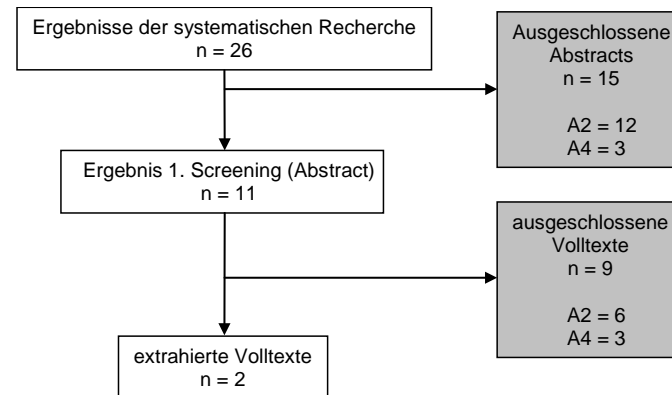 Ergebnisse der systematischen Recherche
n = 26
Ausgeschlossene
Abstracts
n = 15
A2 = 12
A4 = 3
Ergebnis 1. Screening (Abstract)
n = 11
ausgeschlossene
Volltexte
n = 9
A2 = 6
A4 = 3
extrahierte Volltexte
n = 2